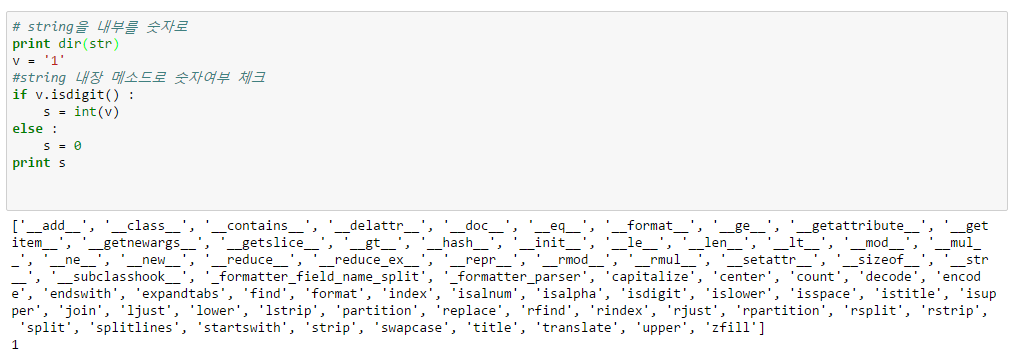 # string을 내부를 숫자로
print dir(str)
v = '1'
#string 내장 메소드로 숫자여부 체크
if v.isdigit() :
    s = int(v)
else :
    s = 0
print s
['__add__', '__class__', '__contains__', '__delattr__', '__doc__', '__eq__', '__format__', '__ge__', '__getattribute__', '__get
item__', '__getnewargs__', '__getslice__', '__gt__', '__hash__', '__init__', '__le__', '__len__', '__lt__', '__mod__', '__mul_
_', '__ne__', '__new__', '__reduce__', '__reduce_ex__', '__repr__', '__rmod__', '__rmul__', '__setattr__', '__sizeof__', '__str
__', '__subclasshook__', '_formatter_field_name_split', '_formatter_parser', 'capitalize', 'center', 'count', 'decode', 'encod
e', 'endswith', 'expandtabs', 'find', 'format', 'index', 'isalnum', 'isalpha', 'isdigit', 'islower', 'isspace', 'istitle', 'isup
per', 'join', 'ljust', 'lower', 'lstrip', 'partition', 'replace', 'rfind', 'rindex', 'rjust', 'rpartition', 'rsplit', 'rstrip',
'split', 'splitlines', 'startswith', 'strip', 'swapcase', 'title', 'translate', 'upper', 'zfill']
1